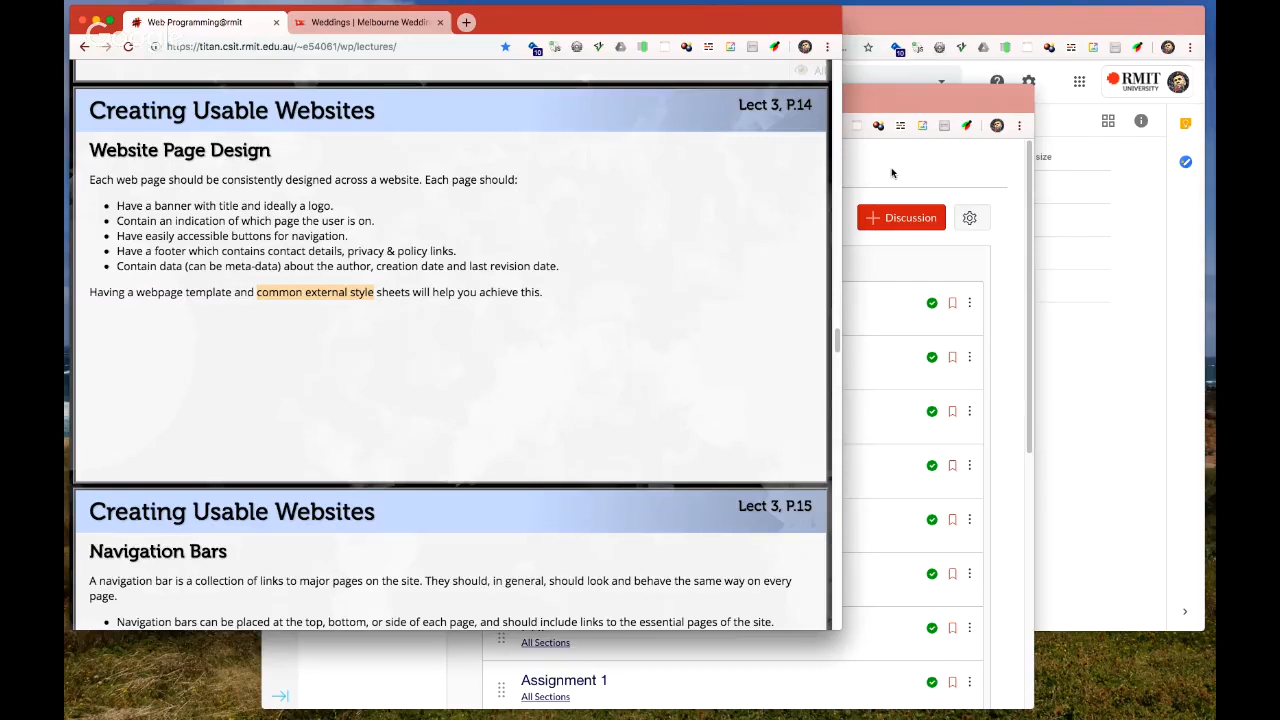 Web Programming@rmit
Weddings | Melbourne Weddin
https://titan.csit.rmit.edu.au/~e54061/wp/lectures/
10
10
Google
All
Creating Usable Websites
Lect 3, P.14
Website Page Design
Each web page should be consistently designed across a website. Each page should:
Have a banner with title and ideally a logo.
Contain an indication of which page the user is on.
Have easily accessible buttons for navigation.
Have a footer which contains contact details, privacy & policy links.
Contain data (can be meta-data) about the author, creation date and last revision date.
Having a webpage template and common external style sheets will help you achieve this.
Creating Usable Websites
Lect 3, P.15
Navigation Bars
A navigation bar is a collection of links to major pages on the site. They should, in general, should look and behave the same way on every
page.
Navigation bars can be placed at the top, bottom, or side of each page, and should include links to the essential pages of the site.
RMIT
UNIVERSITY
size
Discussion
All Sections
Assignment 1
All Sections